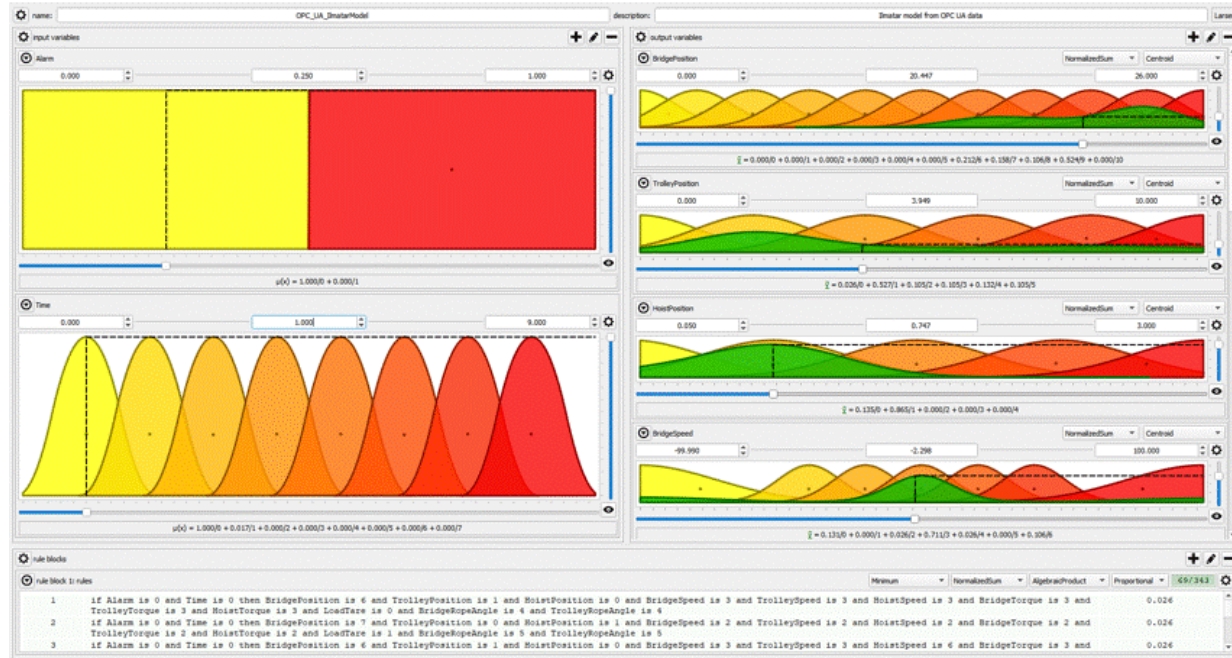 name: OPC_UA_IlmatarModel description: Ilmatar model from OPC UA data Larsen
input variables
Alarm
0.000 0.250 1.000
μ(x) = 1.000/0 + 0.000/1
Time
0.000 1.000 9.000
μ(x) = 1.000/0 + 0.017/1 + 0.000/2 + 0.000/3 + 0.000/4 + 0.000/5 + 0.000/6 + 0.000/7
output variables
BridgePosition NormalizedSum Centroid
0.000 20.447 26.000
ỹ = 0.000/0 + 0.000/1 + 0.000/2 + 0.000/3 + 0.000/4 + 0.000/5 + 0.212/6 + 0.158/7 + 0.106/8 + 0.524/9 + 0.000/10
TrolleyPosition NormalizedSum Centroid
0.000 3.949 10.000
ỹ = 0.026/0 + 0.527/1 + 0.105/2 + 0.105/3 + 0.132/4 + 0.105/5
HoistPosition NormalizedSum Centroid
0.050 0.747 3.000
ỹ = 0.135/0 + 0.865/1 + 0.000/2 + 0.000/3 + 0.000/4
BridgeSpeed NormalizedSum Centroid
-99.990 -2.298 100.000
ỹ = 0.131/0 + 0.000/1 + 0.026/2 + 0.711/3 + 0.026/4 + 0.000/5 + 0.106/6
rule blocks
rule block 1: rules Minimum NormalizedSum AlgebraicProduct Proportional 69/343
1 if Alarm is 0 and Time is 0 then BridgePosition is 6 and TrolleyPosition is 1 and HoistPosition is 0 and BridgeSpeed is 3 and TrolleySpeed is 3 and HoistSpeed is 3 and BridgeTorque is 3 and 0.026
TrolleyTorque is 3 and HoistTorque is 3 and LoadTare is 0 and BridgeRopeAngle is 4 and TrolleyRopeAngle is 4
2 if Alarm is 0 and Time is 0 then BridgePosition is 7 and TrolleyPosition is 0 and HoistPosition is 1 and BridgeSpeed is 2 and TrolleySpeed is 2 and HoistSpeed is 2 and BridgeTorque is 2 and 0.026
TrolleyTorque is 2 and HoistTorque is 2 and LoadTare is 1 and BridgeRopeAngle is 5 and TrolleyRopeAngle is 5
3 if Alarm is 0 and Time is 0 then BridgePosition is 6 and TrolleyPosition is 1 and HoistPosition is 0 and BridgeSpeed is 3 and TrolleySpeed is 3 and HoistSpeed is 6 and BridgeTorque is 3 and 0.026